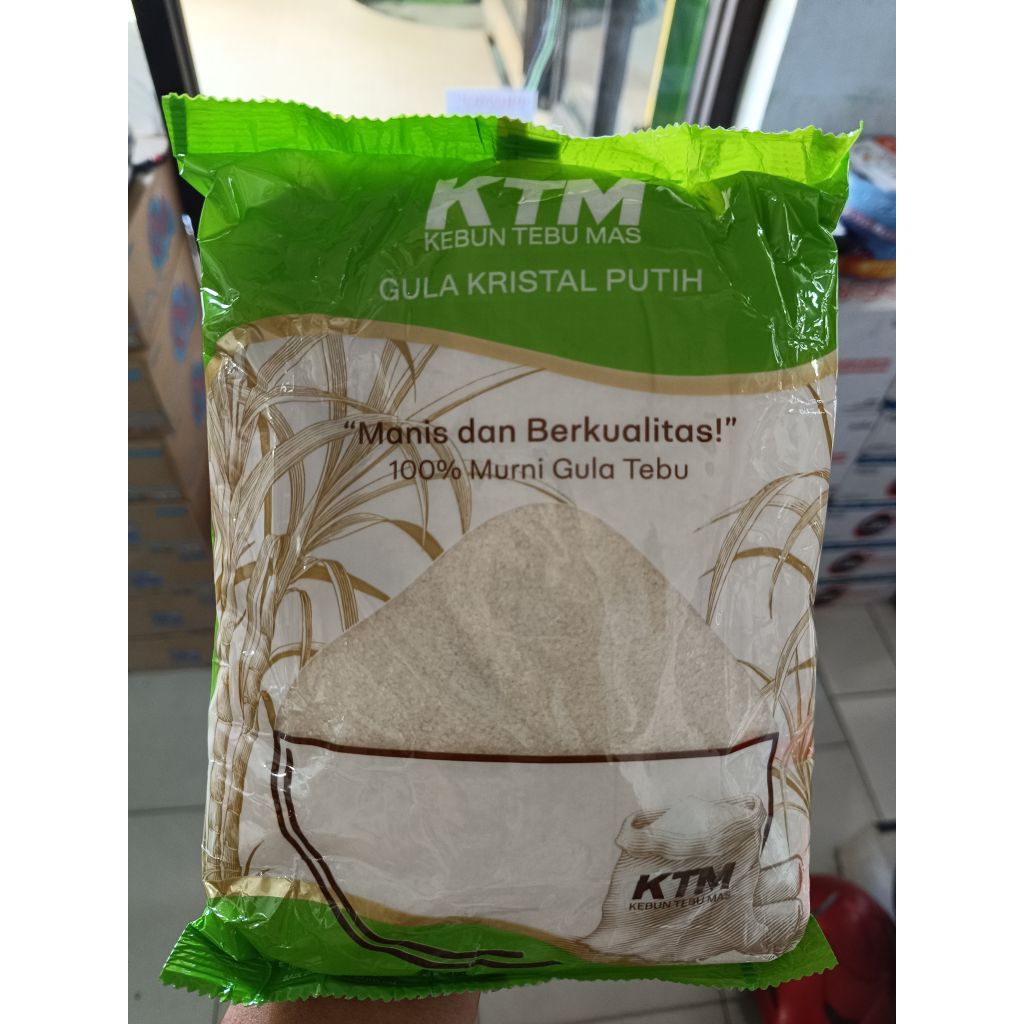 KTM
KEBUN TEBU MAS
GULA KRISTAL PUTIH
“Manis dan Berkualitas!”
100% Murni Gula Tebu
KTM
KEBUN TEBU MAS